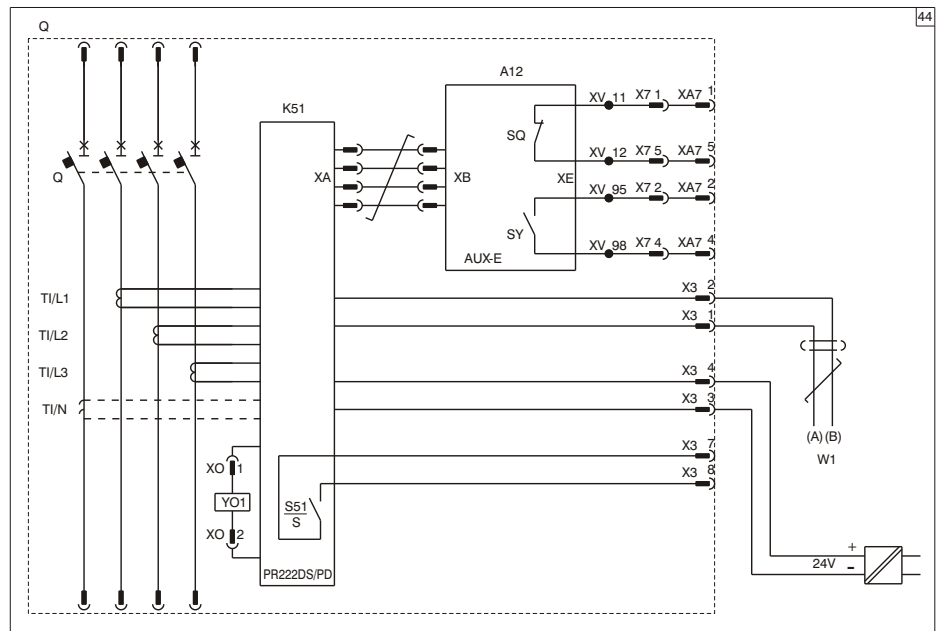 44
Q
A12
K51
XV 11 X7 1 XA7 1
SQ
XV 12 X7 5 XA7 5
XA XB XE
Q
XV 95 X7 2 XA7 2
SY
XV 98 X7 4 XA7 4
AUX-E
X3 2
TI/L1
X3 1
TI/L2
TI/L3
X3 4
X3 3
TI/N
(A) (B)
X3 7
W1
XO 1
X3 8
YO1
S51
S
XO 2
+
24V -
PR222DS/PD